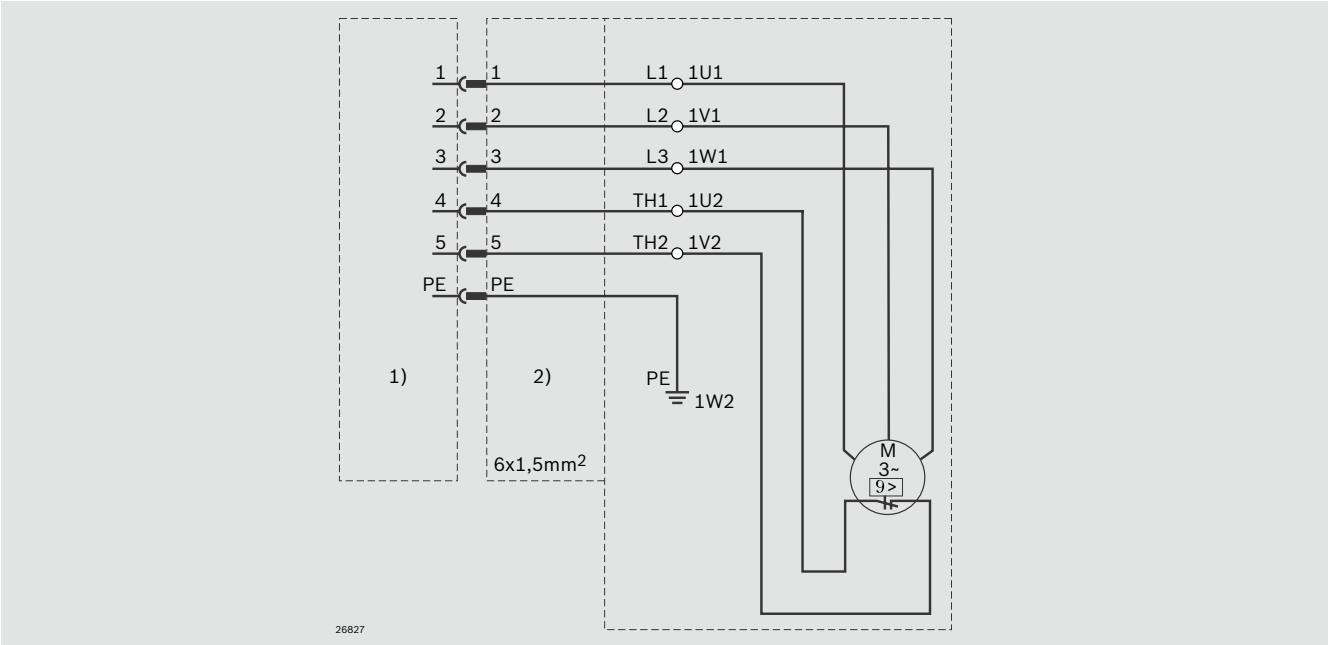 1 1 L1 1U1
2 2 L2 1V1
3 3 L3 1W1
4 4 TH1 1U2
5 5 TH2 1V2
PE PE
1) 2) PE
1W2
M
6x1,5mm²
3~
9>
26827